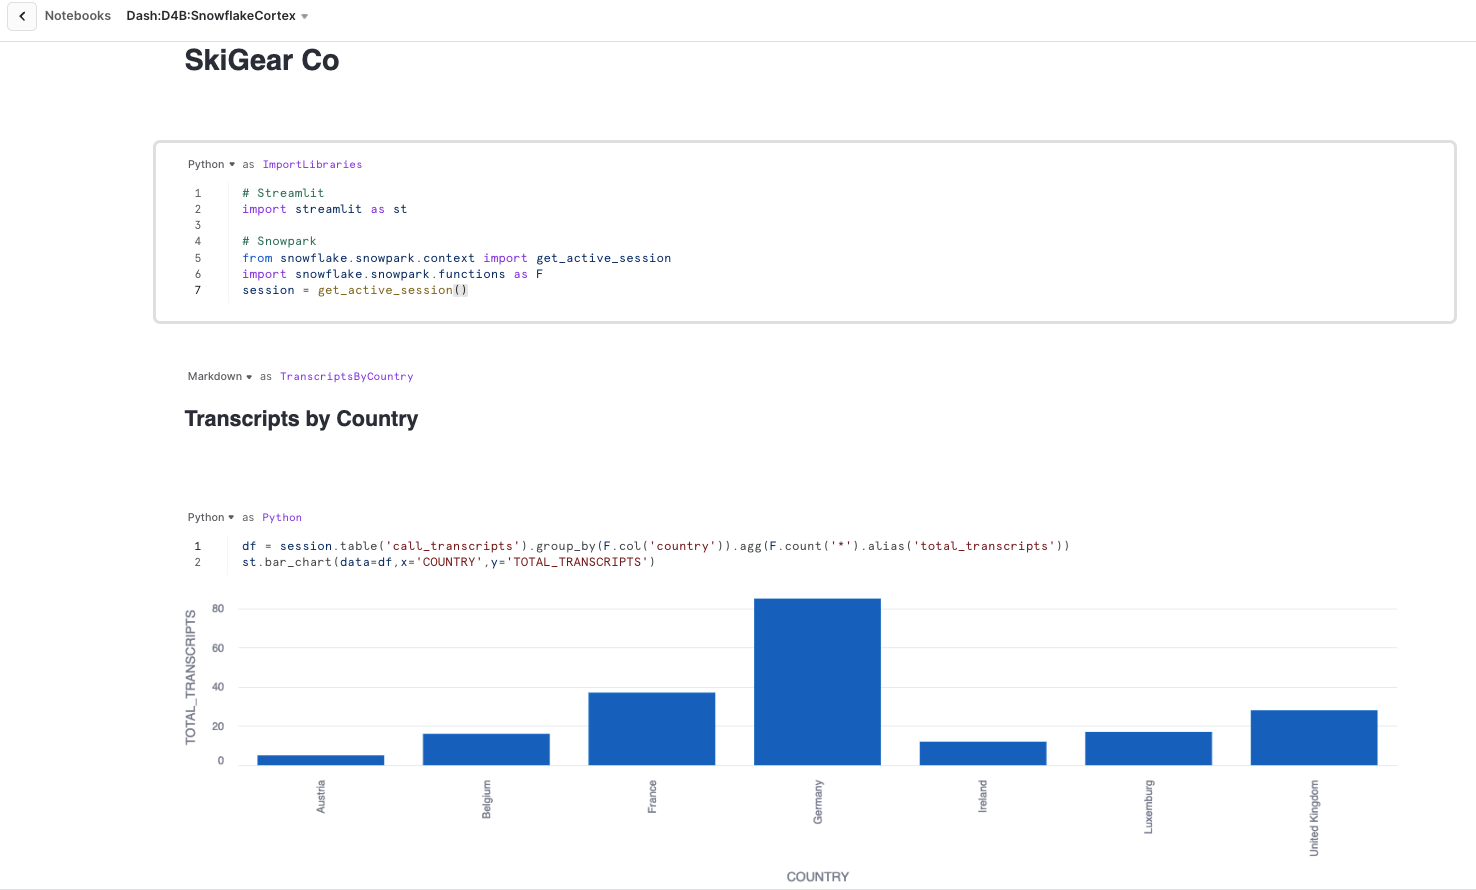 Notebooks Dash:D4B:SnowflakeCortex
SkiGear Co
Python as ImportLibraries
1 # Streamlit
2 import streamlit as st
3
4 # Snowpark
5 from snowflake.snowpark.context import get_active_session
6 import snowflake.snowpark.functions as F
7 session = get_active_session()
Markdown as TranscriptsByCountry
Transcripts by Country
Python as Python
1 df = session.table('call_transcripts').group_by(F.col('country')).agg(F.count('*').alias('total_transcripts'))
2 st.bar_chart(data=df,x='COUNTRY',y='TOTAL_TRANSCRIPTS')
TOTAL_TRANSCRIPTS
80
60
40
20
0
Austria
Belgium
France
Germany
Ireland
Luxemburg
United Kingdom
COUNTRY